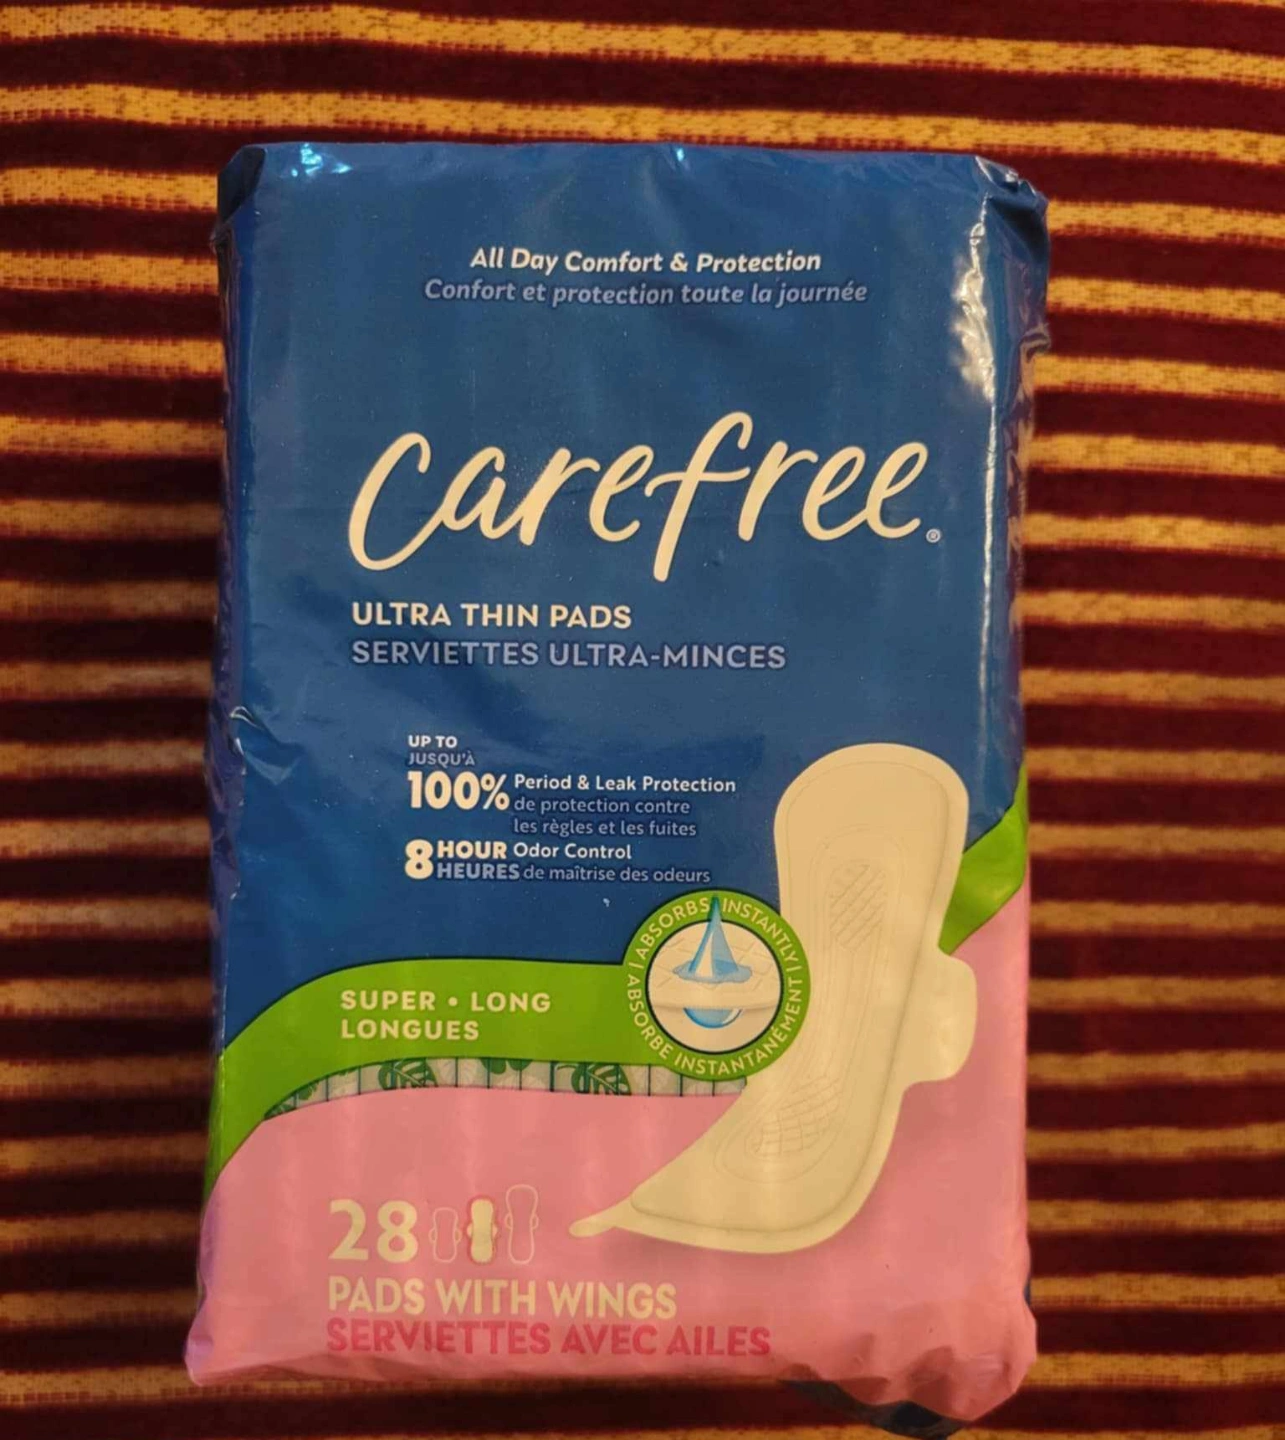 All Day Comfort & Protection
Confort et protection toute la journée
carefree®
ULTRA THIN PADS
SERVIETTES ULTRA-MINCES
UP TO
JUSQU'À
100% Period & Leak Protection
de protection contre
les règles et les fuites
8 HOUR Odor Control
HEURES de maîtrise des odeurs
ABSORBS INSTANTLY! |
ABSORBE INSTANTANÉMENT! |
SUPER • LONG
LONGUES
28
PADS WITH WINGS
SERVIETTES AVEC AILES